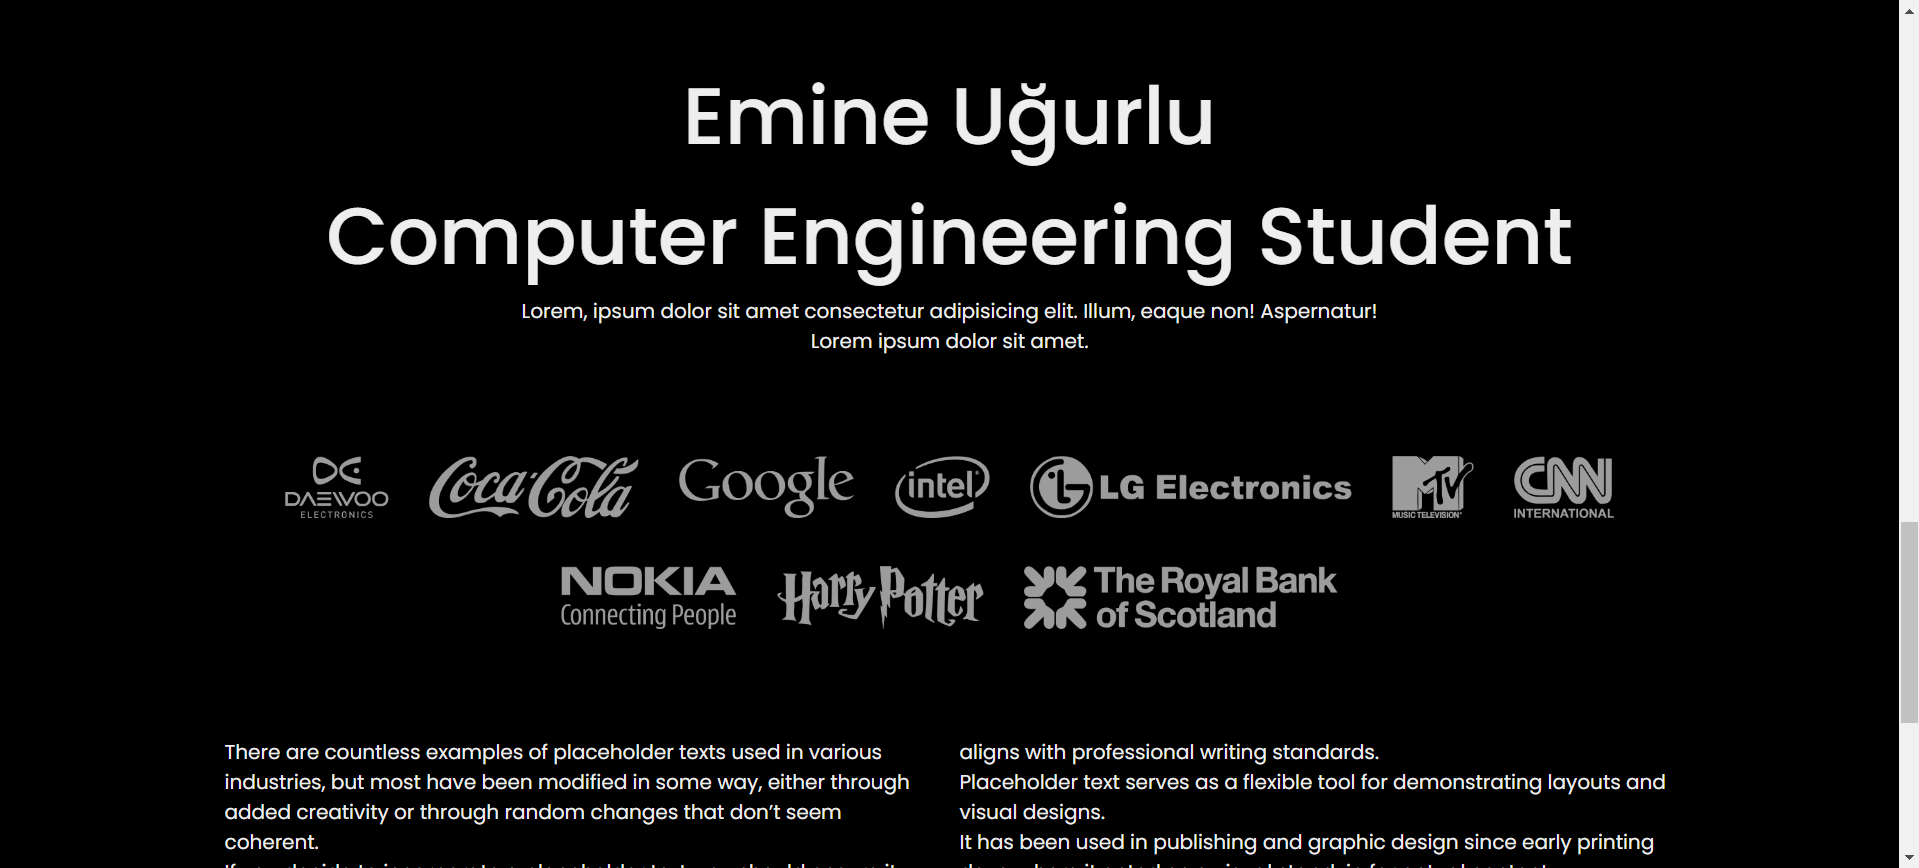 Emine Uğurlu
Computer Engineering Student
Lorem, ipsum dolor sit amet consectetur adipisicing elit. Illum, eaque non! Aspernatur!
Lorem ipsum dolor sit amet.
DAEWOO
ELECTRONICS
Coca-Cola
Google
intel
LG Electronics
MTV
MUSIC TELEVISION
CNN
INTERNATIONAL
NOKIA
Connecting People
Harry Potter
The Royal Bank
of Scotland
There are countless examples of placeholder texts used in various
industries, but most have been modified in some way, either through
added creativity or through random changes that don’t seem
coherent.
aligns with professional writing standards.
Placeholder text serves as a flexible tool for demonstrating layouts and
visual designs.
It has been used in publishing and graphic design since early printing